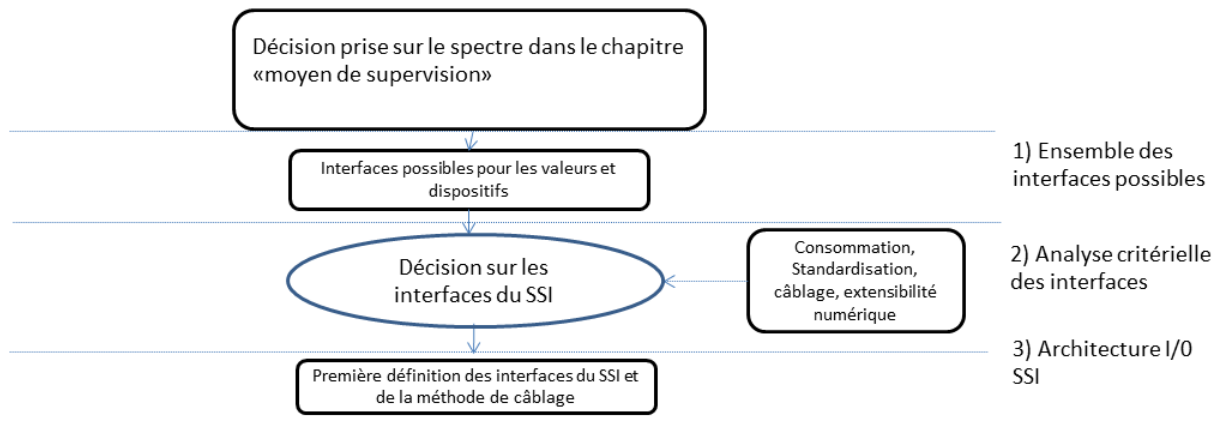 Décision prise sur le spectre dans le chapitre
«moyen de supervision»
Interfaces possibles pour les valeurs et
dispositifs
1) Ensemble des
interfaces possibles
Décision sur les
interfaces du SSI
Consommation,
Standardisation,
câblage, extensibilité
numérique
2) Analyse critérielle
des interfaces
Première définition des interfaces du SSI et
de la méthode de câblage
3) Architecture I/0
SSI